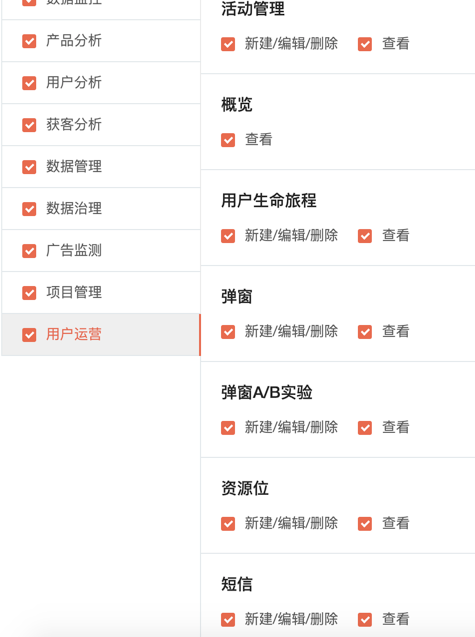 数据监控
产品分析
用户分析
获客分析
数据管理
数据治理
广告监测
项目管理
用户运营
活动管理
新建/编辑/删除 查看
概览
查看
用户生命旅程
新建/编辑/删除 查看
弹窗
新建/编辑/删除 查看
弹窗A/B实验
新建/编辑/删除 查看
资源位
新建/编辑/删除 查看
短信
新建/编辑/删除 查看